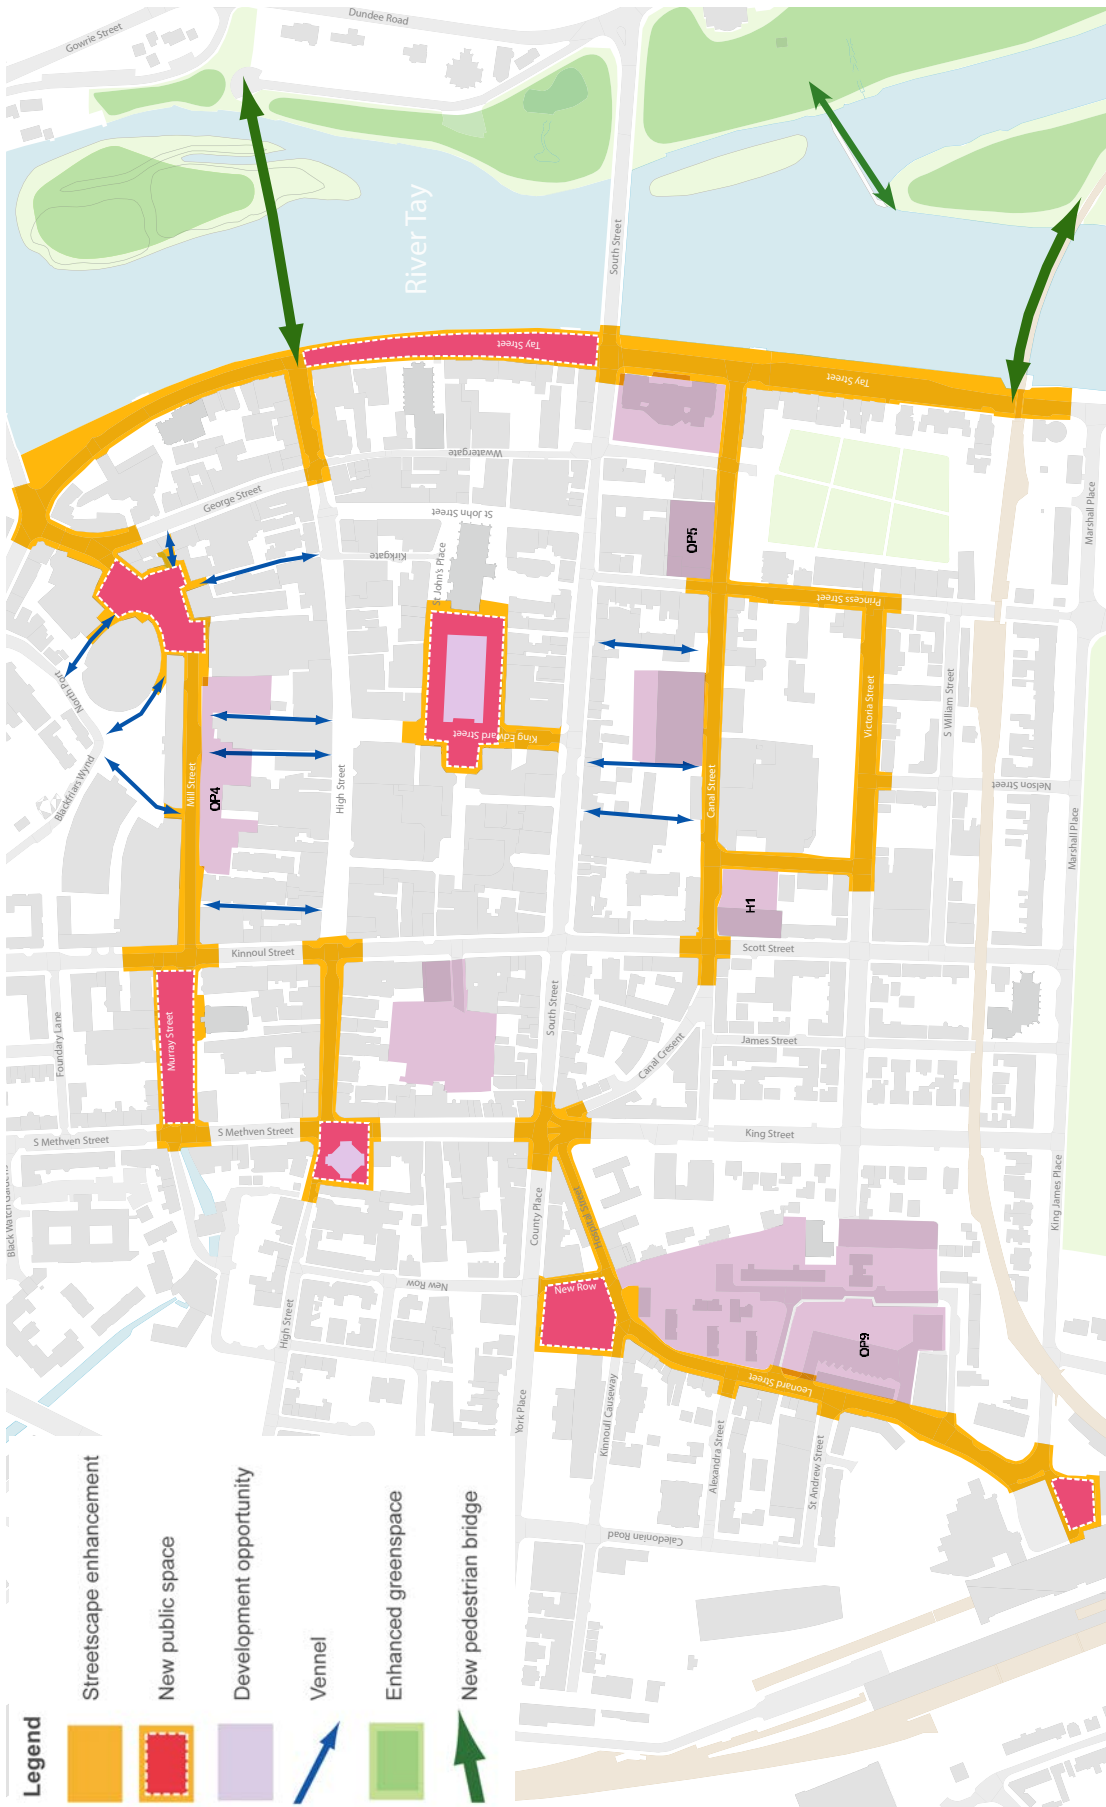 Gowrie Street
Dundee Road
River Tay
South Street
Tay Street
Tay Street
Wwatergate
George Street
St John Street
Kirkgate
St John's Place
OP5
Princess Street
Marshall Place
North Port
Blackfriars Wynd
Mill Street
OP4
High Street
King Edward Street
Canal Street
Victoria Street
S William Street
Nelson Street
Marshall Place
H1
Kinnoul Street
Scott Street
Foundary Lane
Murray Street
South Street
Canal Cresent
James Street
S Methven Street
S Methven Street
King Street
Black Watch Garden
County Place
Hospital Street
King James Place
New Row
New Row
High Street
OP9
Leonard Street
York Place
Kinnoull Causeway
Alexandra Street
St Andrew Street
Caledonian Road
Legend
Streetscape enhancement
New public space
Development opportunity
Vennel
Enhanced greenspace
New pedestrian bridge